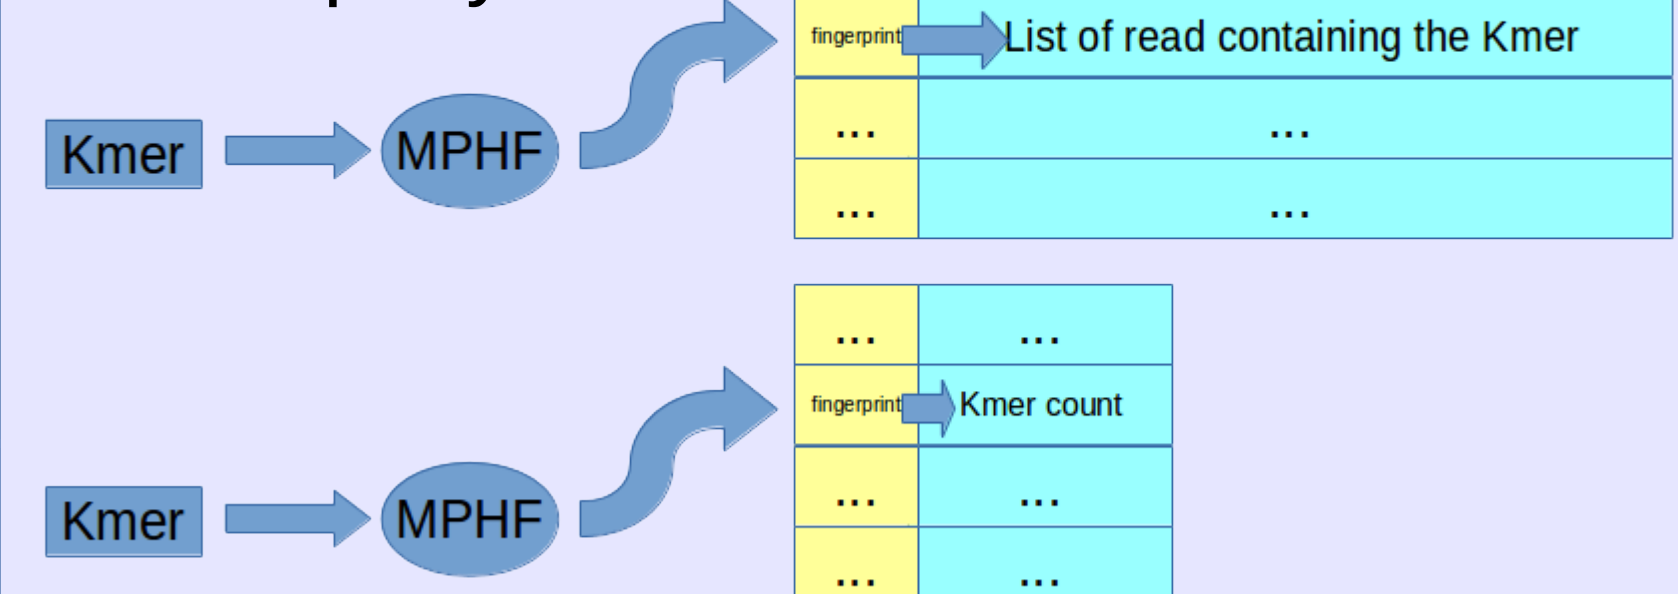 fingerprint List of read containing the Kmer
... ...
Kmer MPHF
... ...
... ...
fingerprint Kmer count
... ...
Kmer MPHF
... ...